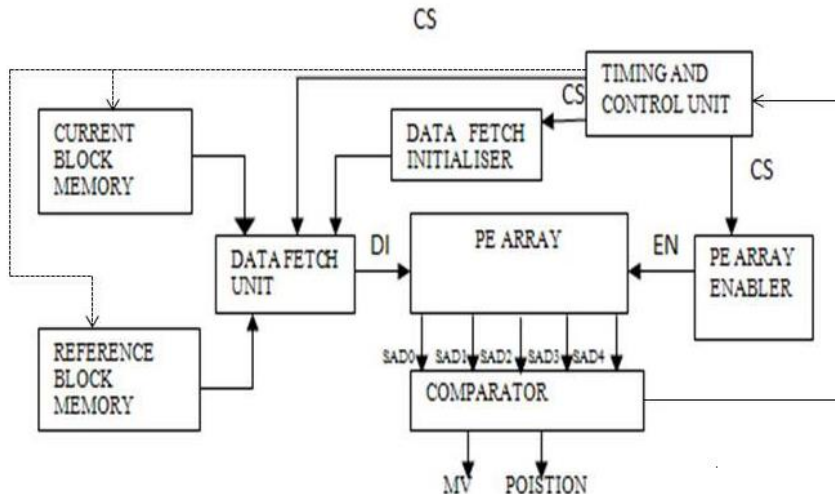 CS
TIMING AND
CONTROL UNIT
CS
CURRENT
BLOCK
MEMORY
DATA FETCH
INITIALISER
CS
DATA FETCH
UNIT
DI
PE ARRAY
EN
PE ARRAY
ENABLER
REFERENCE
BLOCK
MEMORY
SAD0 SAD1 SAD2 SAD3 SAD4
COMPARATOR
MV POISTION